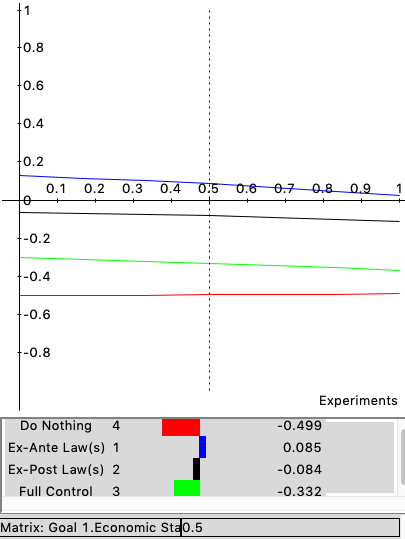 1
0.8
0.6
0.4
0.2
0.1 0.2 0.3 0.4 0.5 0.6 0.7 0.8 0.9 1
0
-0.2
-0.4
-0.6
-0.8
Experiments
Do Nothing 4 -0.499
Ex-Ante Law(s) 1 0.085
Ex-Post Law(s) 2 -0.084
Full Control 3 -0.332
Matrix: Goal 1.Economic Sta0.5